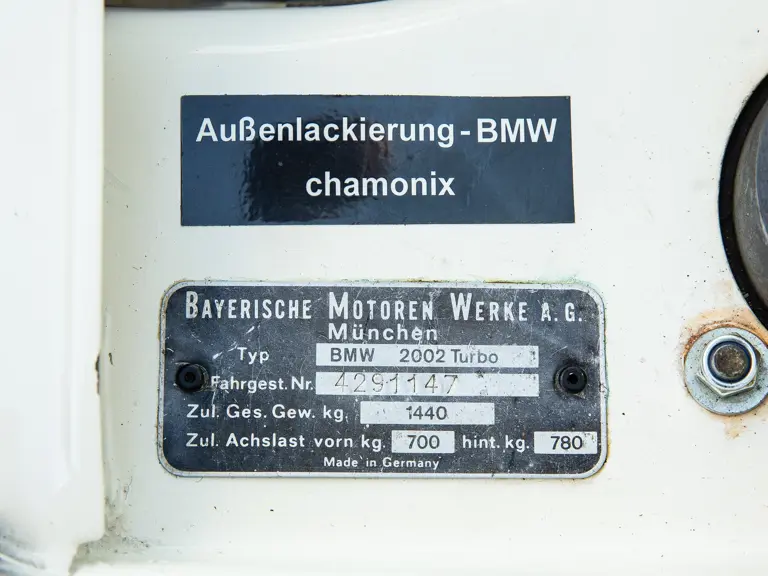 Außenlackierung-BMW
chamonix
BAYERISCHE MOTOREN WERKE A.G.
München
Typ BMW 2002 Turbo
Fahrgest. Nr. 4291147
Zul. Ges. Gew. kg. 1440
Zul. Achslast vorn kg. 700 hint. kg. 780
Made in Germany